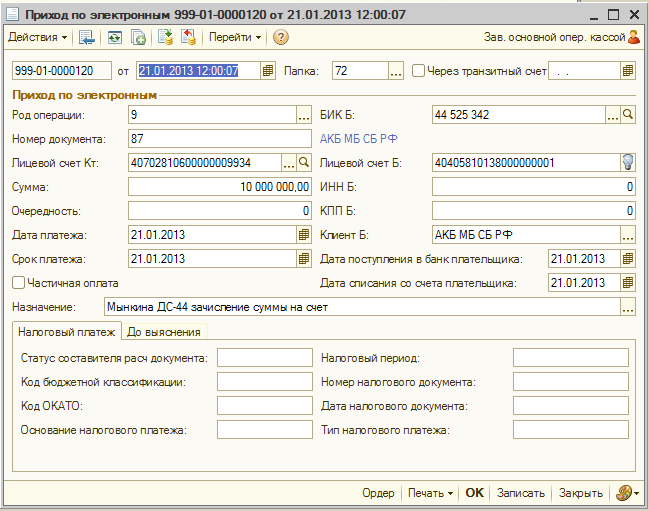 Приход по электронным 999-01-0000120 от 21.01.2013 12:00:07
Действия Перейти ? Зав. основной опер. кассой
999-01-0000120 от 21.01.2013 12:00:07 Папка: 72 ... Через транзитный счет . .
Приход по электронным
Род операции: 9 ... БИК Б: 44 525 342 ...
Номер документа: 87 АКБ МБ СБ РФ
Лицевой счет Кт: 40702810600000009934 ... Лицевой счет Б: 40405810138000000001
Сумма: 10 000 000,00 ИНН Б: 0
Очередность: 0 КПП Б: 0
Дата платежа: 21.01.2013 Клиент Б: АКБ МБ СБ РФ ...
Срок платежа: 21.01.2013 Дата поступления в банк плательщика: 21.01.2013
Частичная оплата Дата списания со счета плательщика: 21.01.2013
Назначение: Мынкина ДС-44 зачисление суммы на счет ...
Налоговый платеж До выяснения
Статус составителя расч документа: Налоговый период:
Код бюджетной классификации: Номер налогового документа:
Код ОКАТО: Дата налогового документа:
Основание налогового платежа: Тип налогового платежа:
Ордер Печать OK Записать Закрыть